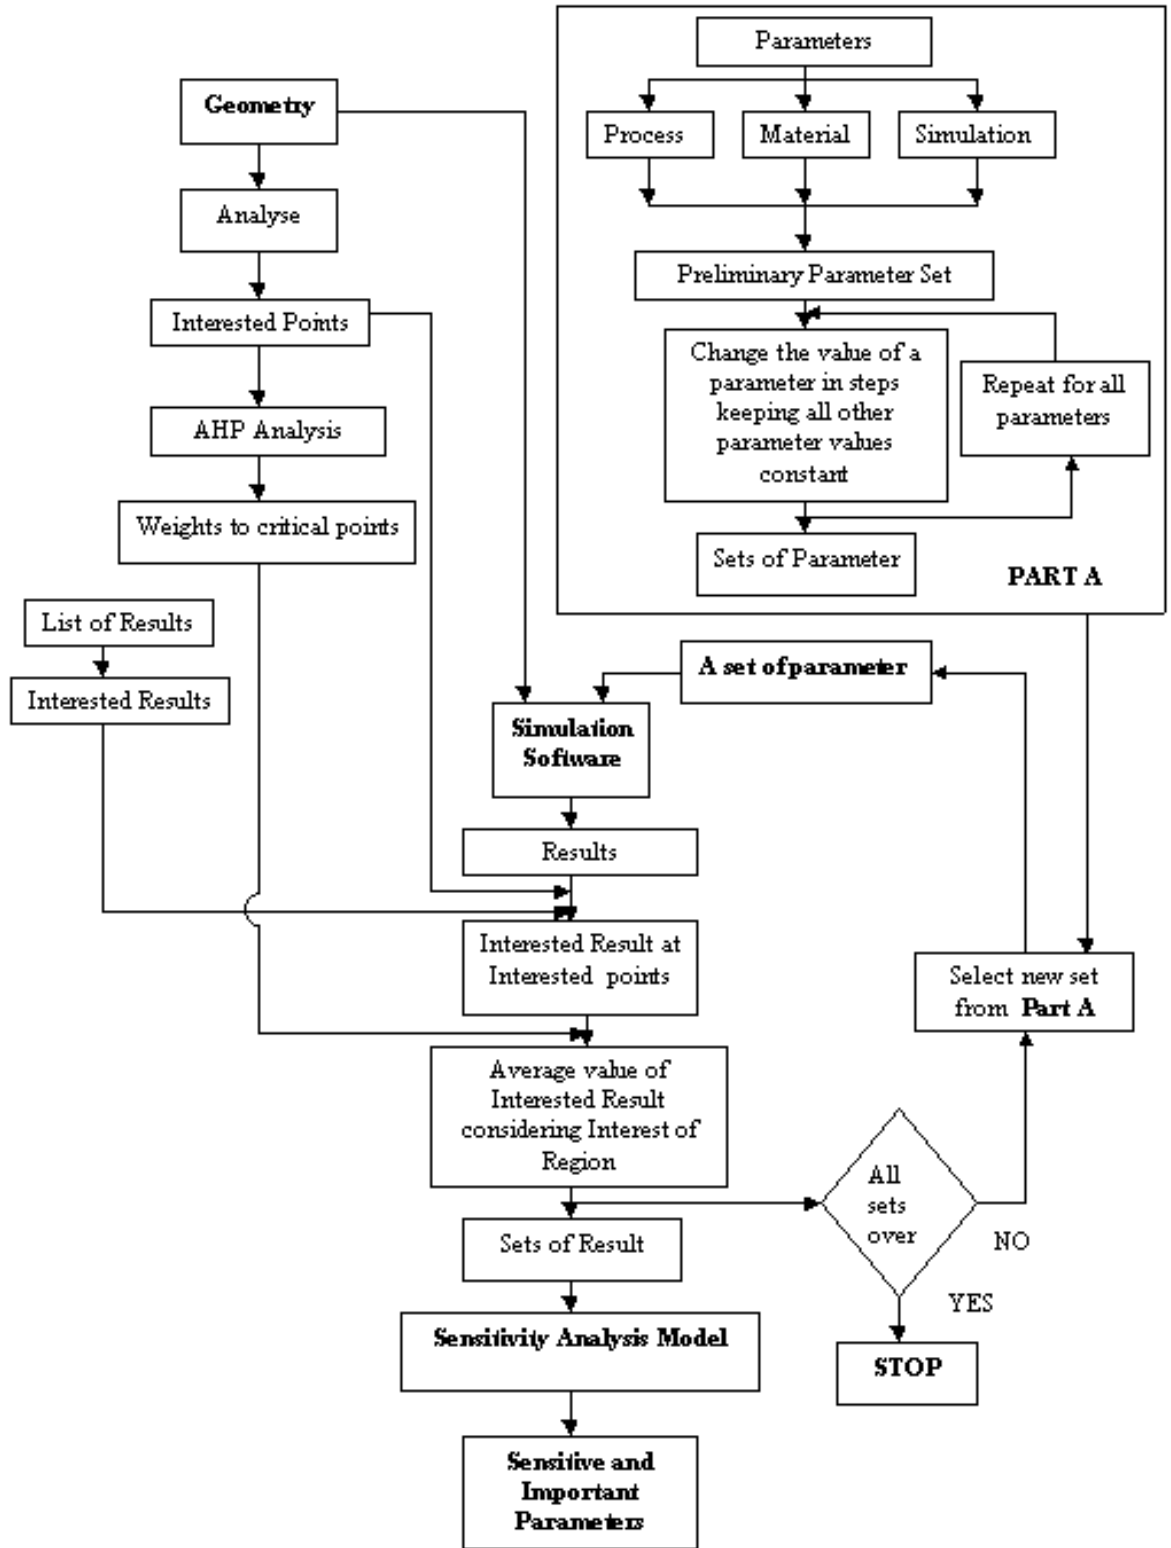 Parameters
Geometry
Process
Material
Simulation
Analyse
Preliminary Parameter Set
Interested Points
Change the value of a
parameter in steps
keeping all other
parameter values
constant
Repeat for all
parameters
AHP Analysis
Weights to critical points
Sets of Parameter
PART A
List of Results
Interested Results
A set of parameter
Simulation
Software
Results
Interested Result at
Interested points
Select new set
from Part A
Average value of
Interested Result
considering Interest of
Region
All
sets
over
NO
Sets of Result
YES
Sensitivity Analysis Model
STOP
Sensitive and
Important
Parameters